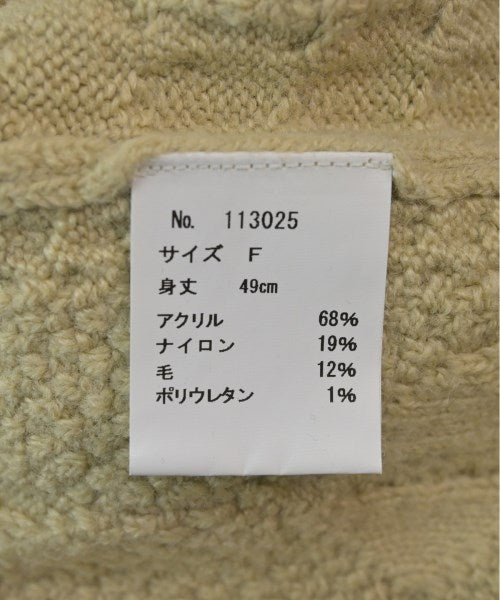 No. 113025
サイズ F
身丈 49cm
アクリル 68%
ナイロン 19%
毛 12%
ポリウレタン 1%